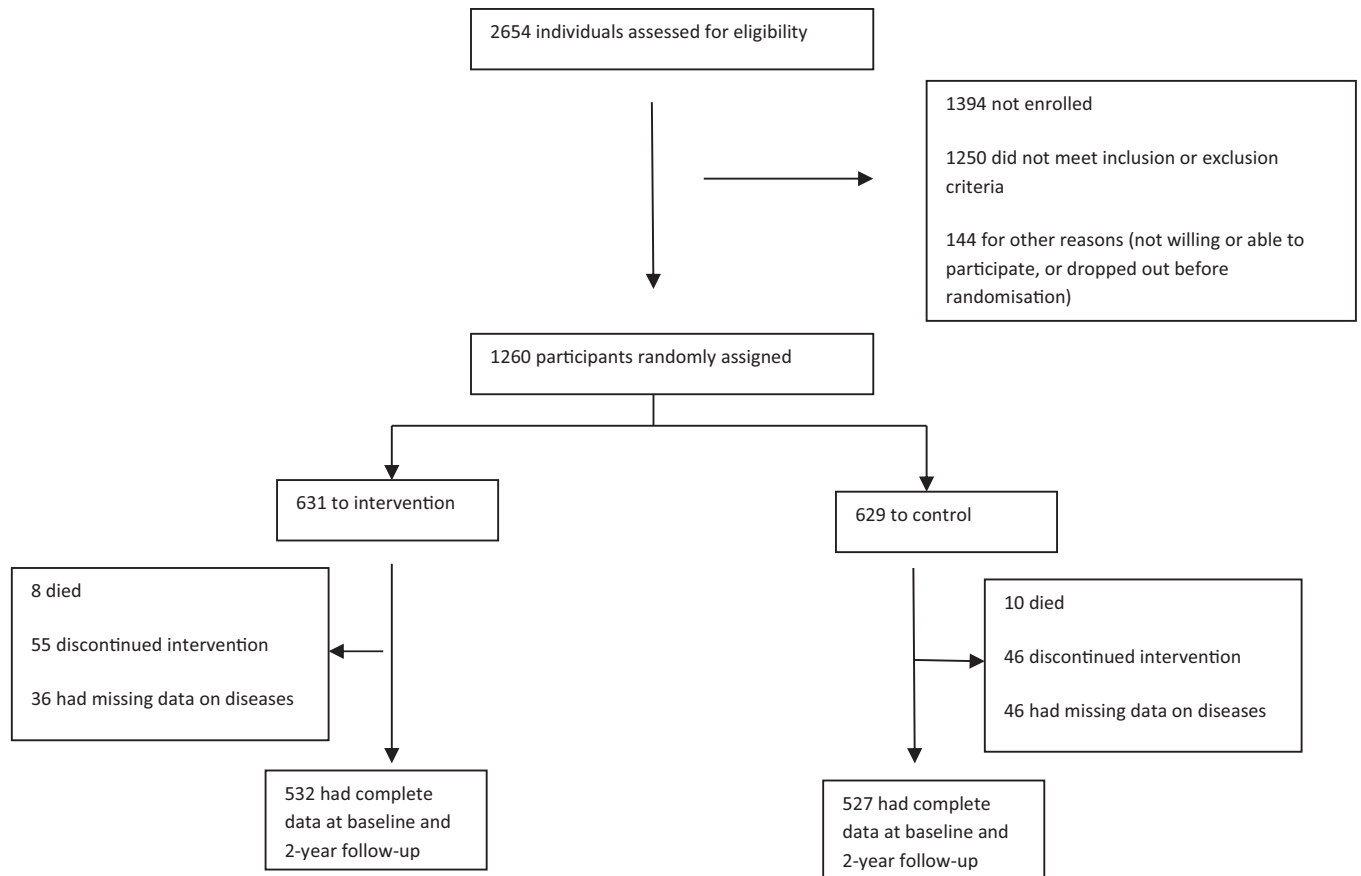 2654 individuals assessed for eligibility
1394 not enrolled
1250 did not meet inclusion or exclusion
criteria
144 for other reasons (not willing or able to
participate, or dropped out before
randomisation)
1260 participants randomly assigned
631 to intervention
629 to control
8 died
55 discontinued intervention
36 had missing data on diseases
10 died
46 discontinued intervention
46 had missing data on diseases
532 had complete
data at baseline and
2-year follow-up
527 had complete
data at baseline and
2-year follow-up